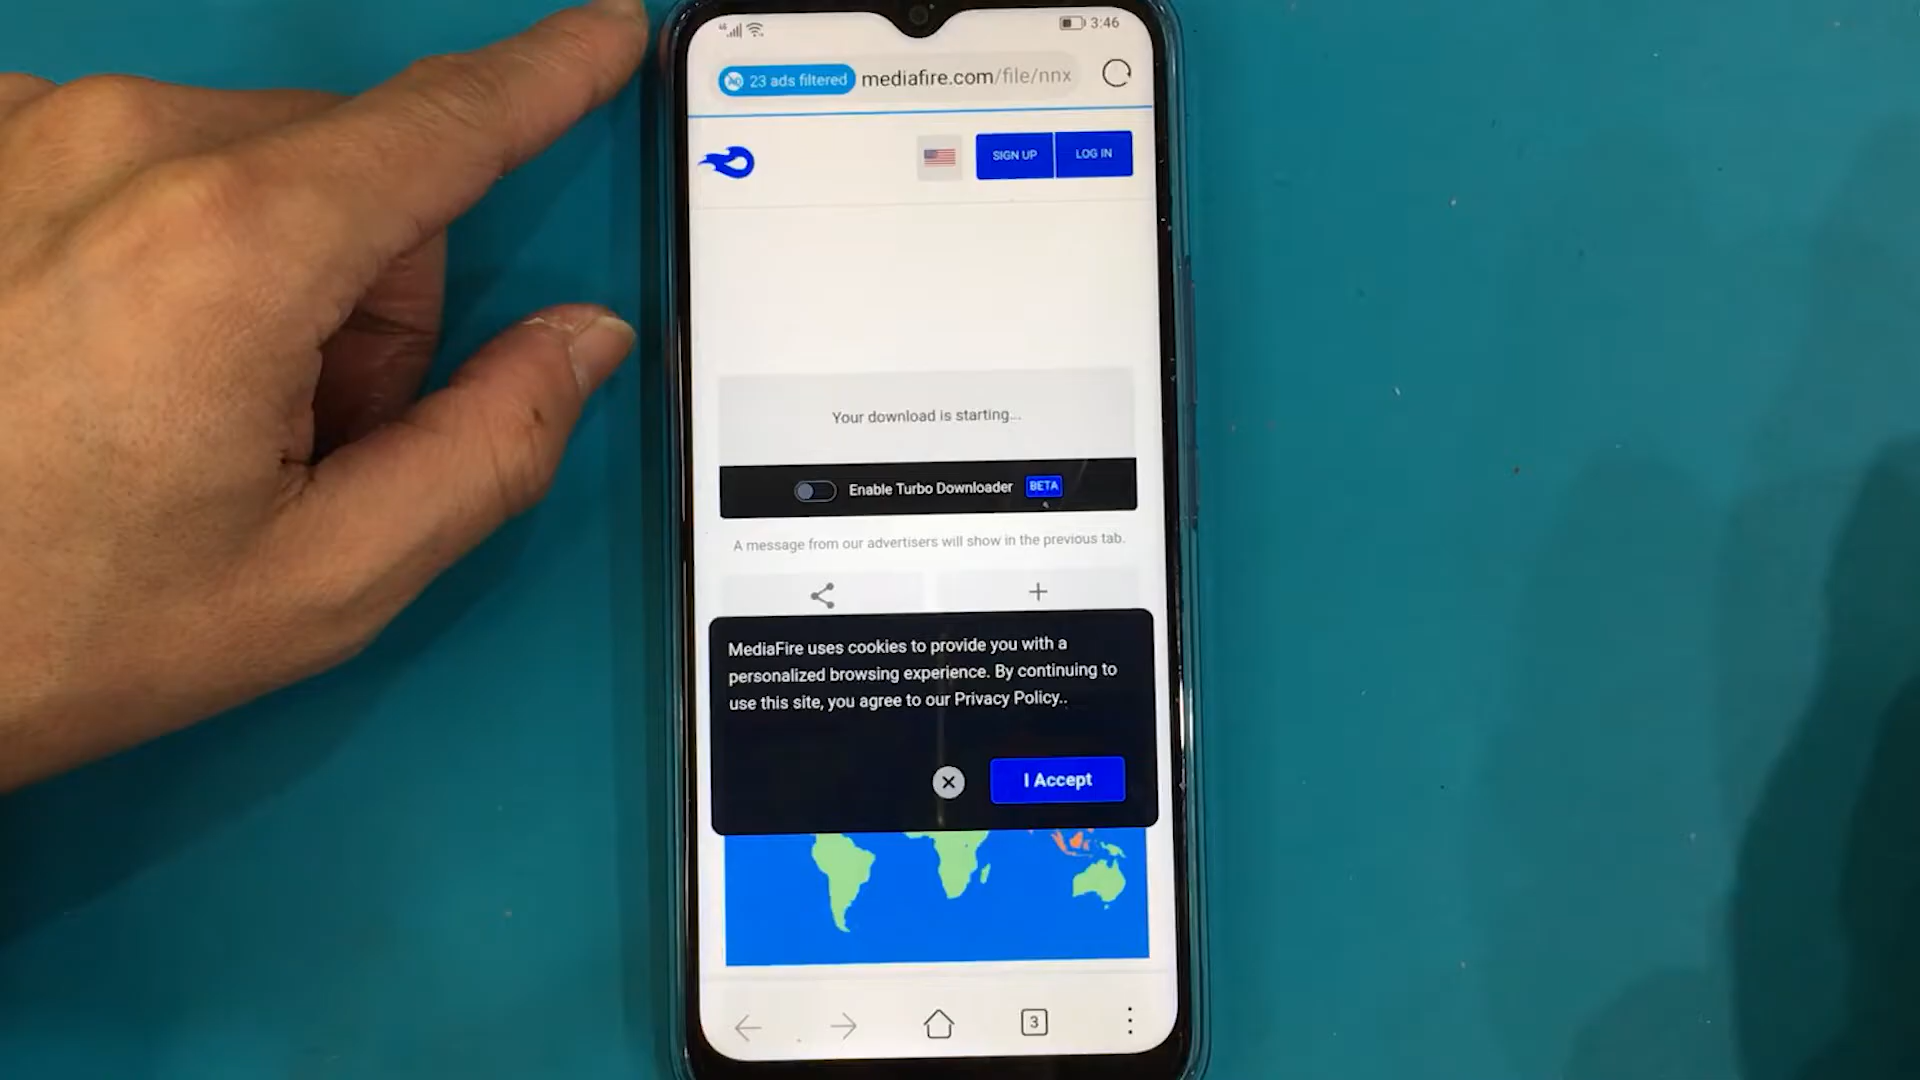 4G 3:46
AD 23 ads filtered mediafire.com/file/nnx
SIGN UP LOG IN
Your download is starting...
Enable Turbo Downloader BETA
A message from our advertisers will show in the previous tab.
MediaFire uses cookies to provide you with a
personalized browsing experience. By continuing to
use this site, you agree to our Privacy Policy..
I Accept
3